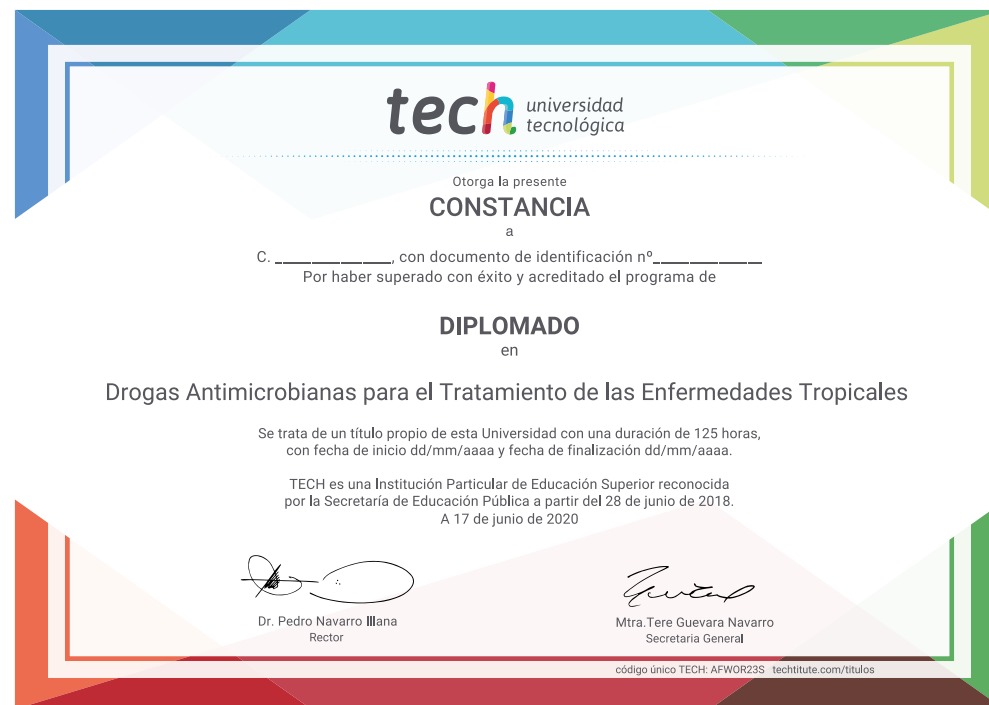 tech universidad
tecnológica
Otorga la presente
CONSTANCIA
a
C. ______________, con documento de identificación nº_____________
Por haber superado con éxito y acreditado el programa de
DIPLOMADO
en
Drogas Antimicrobianas para el Tratamiento de las Enfermedades Tropicales
Se trata de un título propio de esta Universidad con una duración de 125 horas,
con fecha de inicio dd/mm/aaaa y fecha de finalización dd/mm/aaaa.
TECH es una Institución Particular de Educación Superior reconocida
por la Secretaría de Educación Pública a partir del 28 de junio de 2018.
A 17 de junio de 2020
Dr. Pedro Navarro Illana
Rector
Mtra.Tere Guevara Navarro
Secretaria General
código único TECH: AFWOR23S techtitute.com/titulos